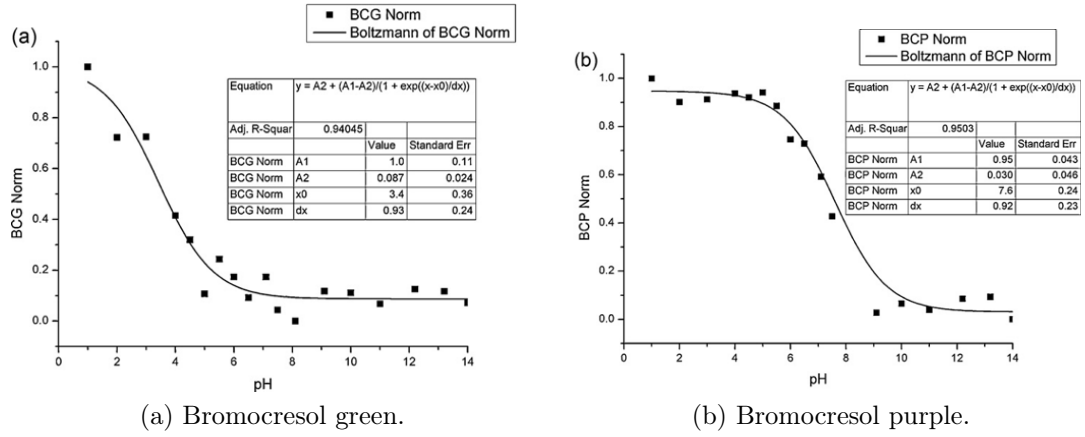 (a)
BCG Norm
Boltzmann of BCG Norm
Equation y = A2 + (A1-A2)/(1 + exp((x-x0)/dx))
Adj. R-Squar 0.94045
Value Standard Err
BCG Norm A1 1.0 0.11
BCG Norm A2 0.087 0.024
BCG Norm x0 3.4 0.36
BCG Norm dx 0.93 0.24
BCG Norm
1.0
0.8
0.6
0.4
0.2
0.0
0 2 4 6 8 10 12 14
pH
(a) Bromocresol green.
(b)
BCP Norm
Boltzmann of BCP Norm
Equation y = A2 + (A1-A2)/(1 + exp((x-x0)/dx))
Adj. R-Squar 0.9503
Value Standard Err
BCP Norm A1 0.95 0.043
BCP Norm A2 0.030 0.046
BCP Norm x0 7.6 0.24
BCP Norm dx 0.92 0.23
BCP Norm
1.0
0.8
0.6
0.4
0.2
0.0
0 2 4 6 8 10 12 14
pH
(b) Bromocresol purple.